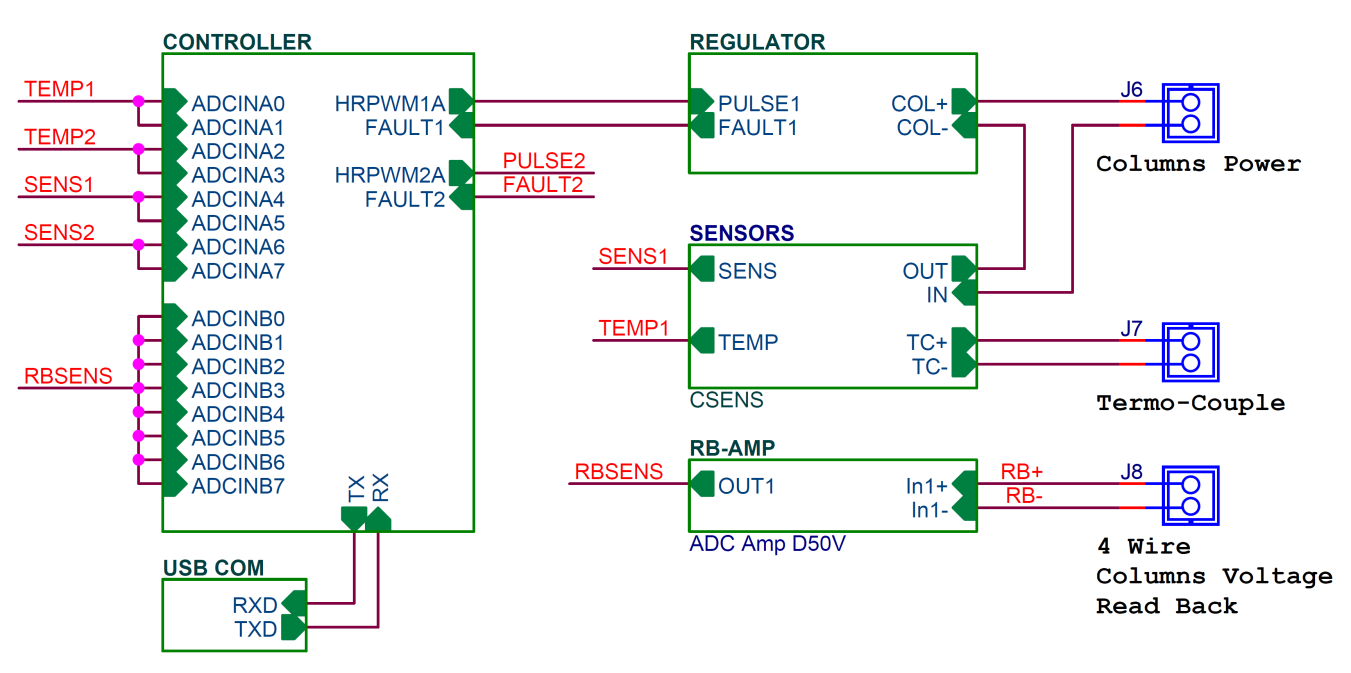 CONTROLLER
TEMP1
TEMP2
SENS1
SENS2
RBSENS
ADCINA0
ADCINA1
ADCINA2
ADCINA3
ADCINA4
ADCINA5
ADCINA6
ADCINA7
ADCINB0
ADCINB1
ADCINB2
ADCINB3
ADCINB4
ADCINB5
ADCINB6
ADCINB7
HRPWM1A
FAULT1
HRPWM2A
FAULT2
PULSE2
FAULT2
TX
RX
USB COM
RXD
TXD
REGULATOR
PULSE1
FAULT1
COL+
COL-
J6
Columns Power
SENSORS
SENS1
TEMP1
SENS
TEMP
OUT
IN
TC+
TC-
CSENS
J7
Termo-Couple
RB-AMP
RBSENS
OUT1
In1+
In1-
ADC Amp D50V
RB+
RB-
J8
4 Wire
Columns Voltage
Read Back